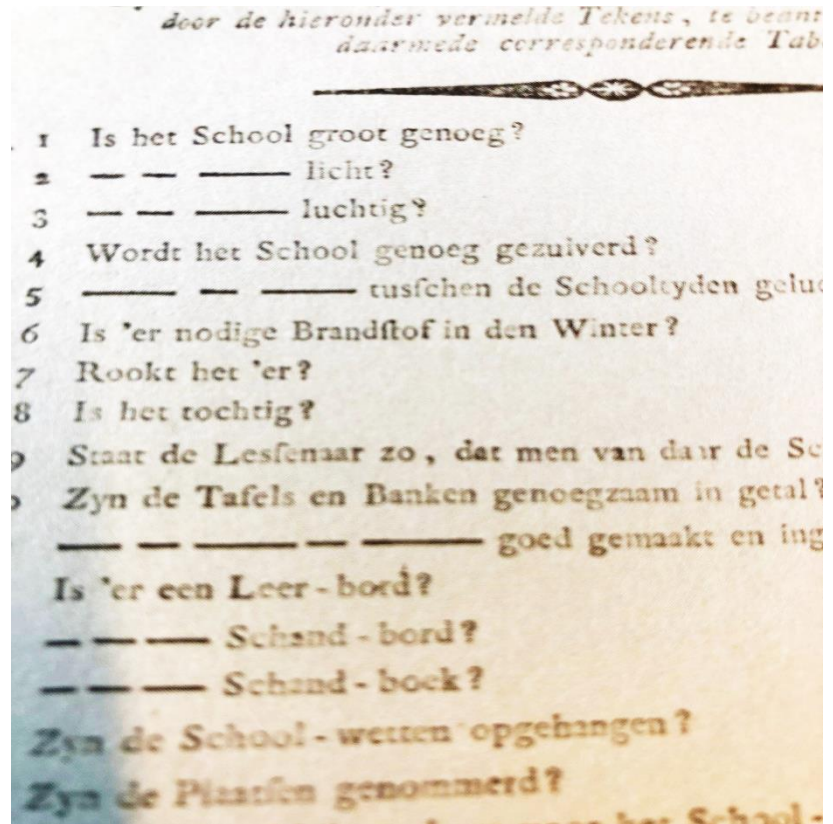 door de hieronder vermelde Tekens, te beant
daarmede corresponderende Tab
1 Is het School groot genoeg?
2 — — —— licht?
3 — — —— luchtig?
4 Wordt het School genoeg gezuiverd?
5 —— — —— tusſchen de Schooltyden geluc
6 Is 'er nodige Brandſtof in den Winter?
7 Rookt het 'er?
8 Is het tochtig?
9 Staat de Lesſenaar zo, dat men van daar de Sc
0 Zyn de Tafels en Banken genoegzaam in getal?
—— — —— — —— goed gemaakt en ing
Is 'er een Leer-bord?
— — —— Schand-bord?
— — —— Schand-boek?
Zyn de School-wetten opgehangen?
Zyn de Plaatſen genommerd?
het School-